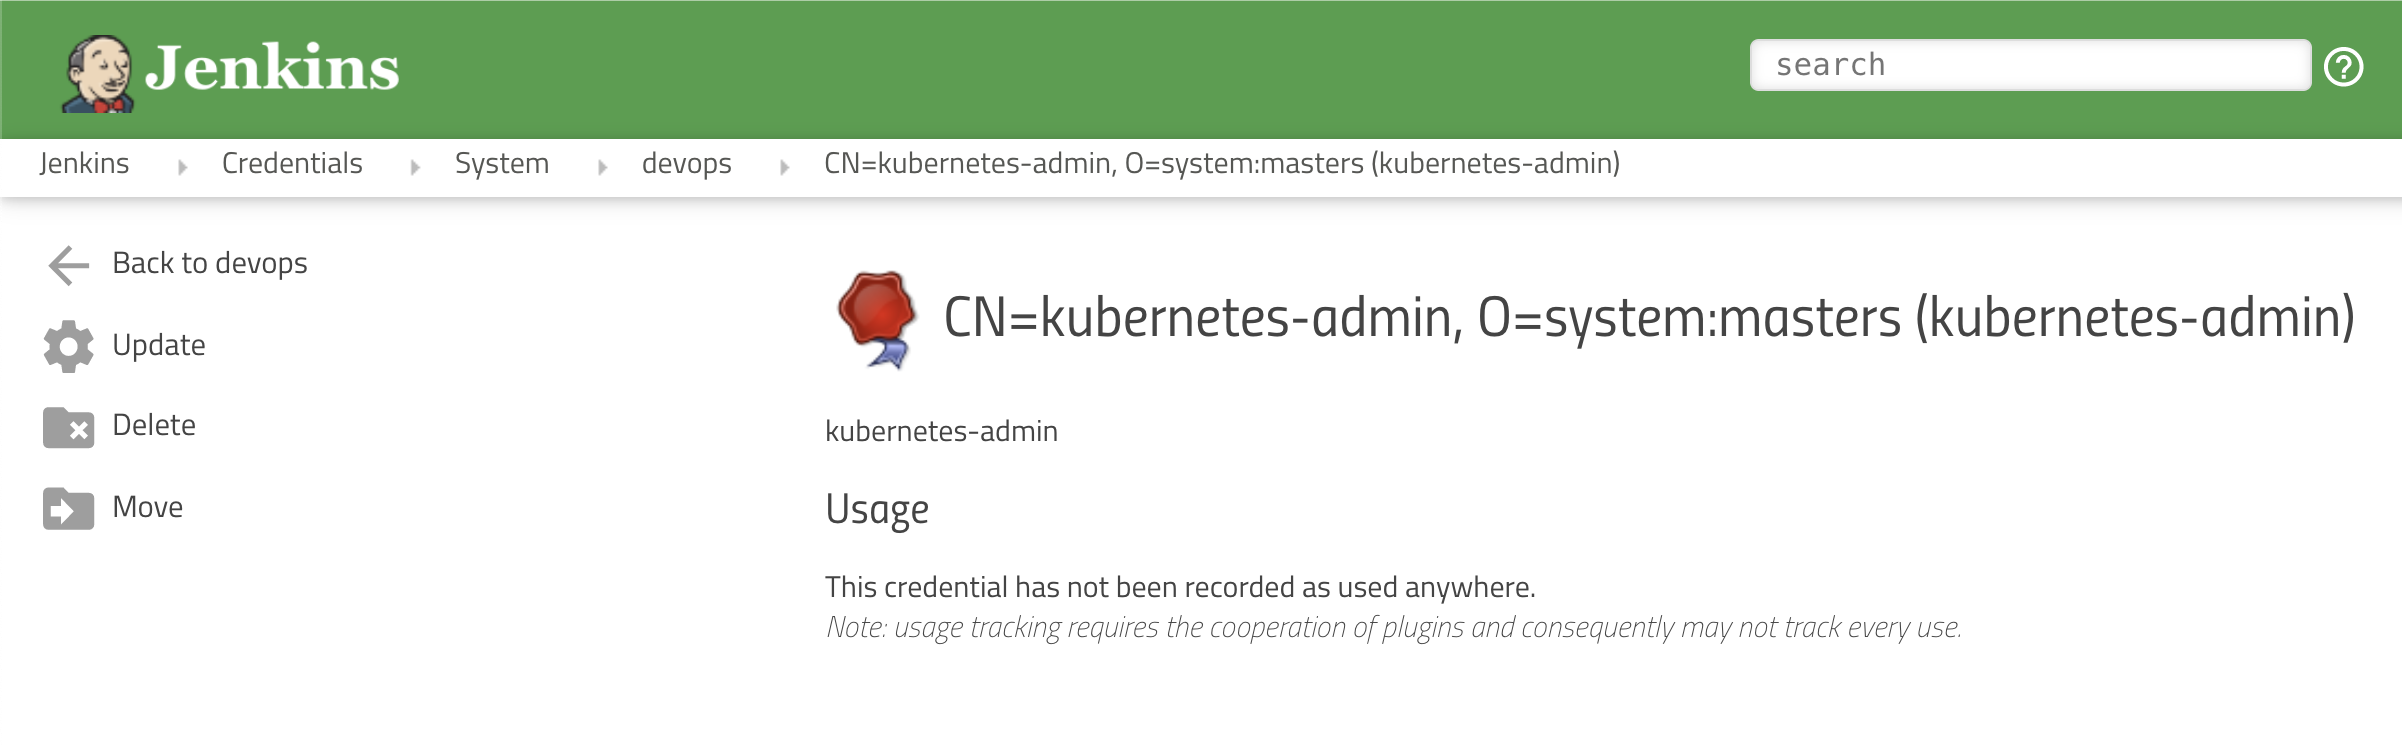 Jenkins
search
Jenkins Credentials System devops CN=kubernetes-admin, O=system:masters (kubernetes-admin)
Back to devops
Update
Delete
Move
CN=kubernetes-admin, O=system:masters (kubernetes-admin)
kubernetes-admin
Usage
This credential has not been recorded as used anywhere.
Note: usage tracking requires the cooperation of plugins and consequently may not track every use.